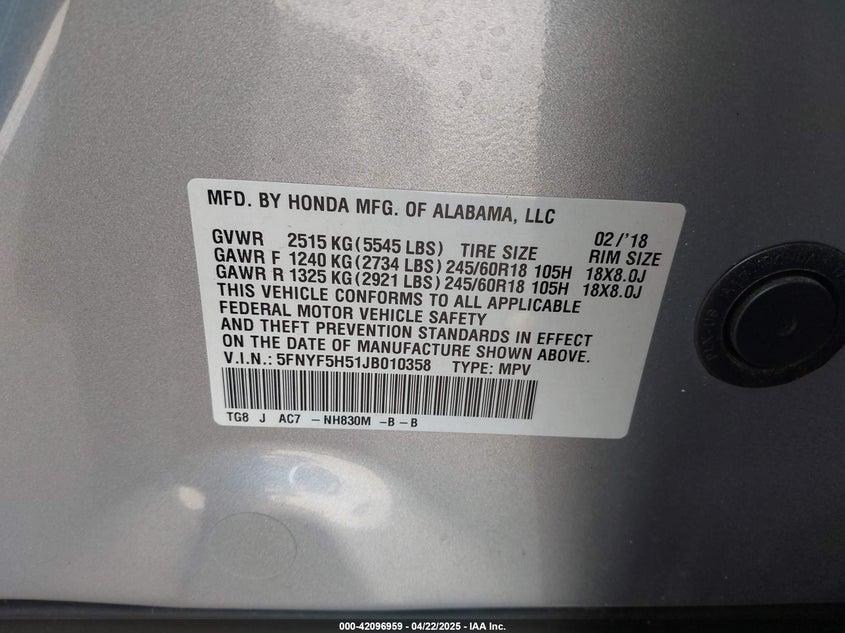 MFD. BY HONDA MFG. OF ALABAMA, LLC
GVWR 2515 KG (5545 LBS) TIRE SIZE 02/'18 RIM SIZE
GAWR F 1240 KG (2734 LBS) 245/60R18 105H 18X8.0J
GAWR R 1325 KG (2921 LBS) 245/60R18 105H 18X8.0J
THIS VEHICLE CONFORMS TO ALL APPLICABLE
FEDERAL MOTOR VEHICLE SAFETY
AND THEFT PREVENTION STANDARDS IN EFFECT
ON THE DATE OF MANUFACTURE SHOWN ABOVE.
V.I.N.: 5FNYF5H51JB010358 TYPE: MPV
TG8 J AC7 -NH830M -B -B
000-42096959 - 04/22/2025 - IAA Inc.